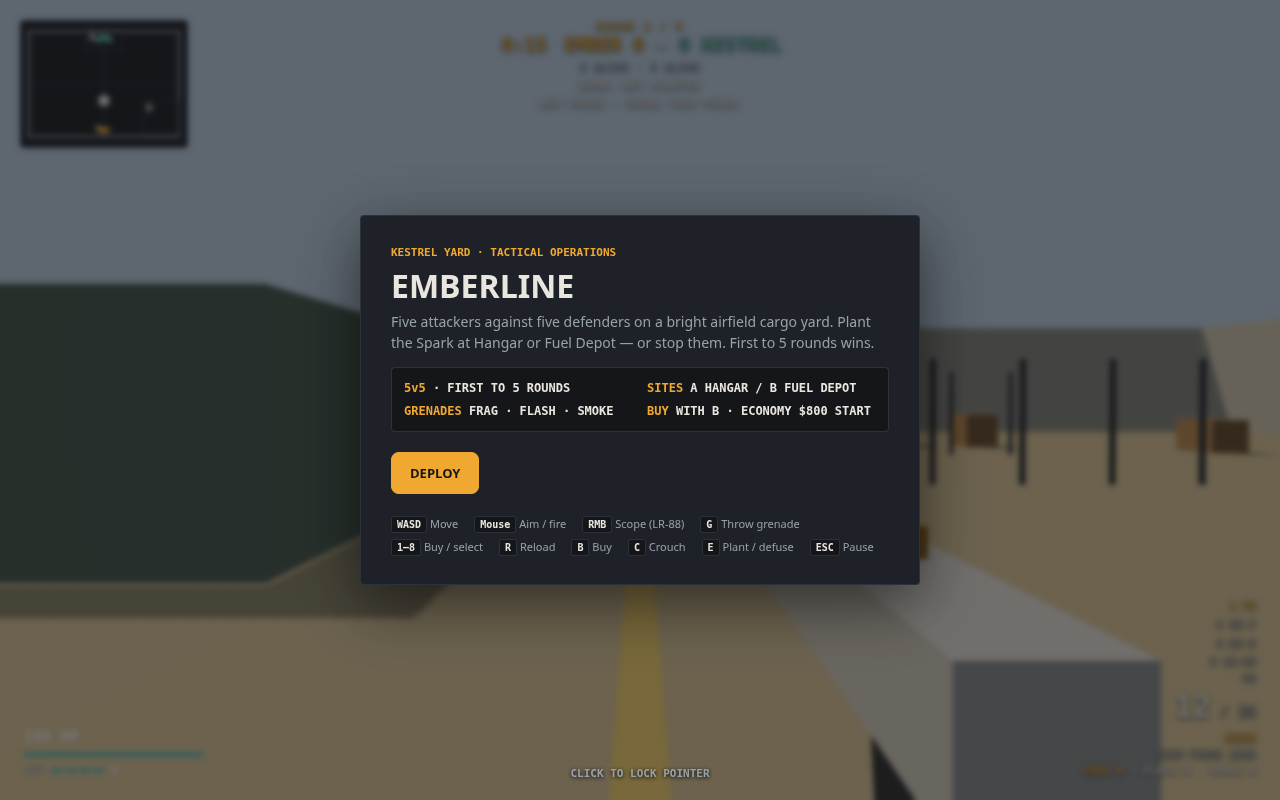 KESTREL YARD · TACTICAL OPERATIONS
EMBERLINE
Five attackers against five defenders on a bright airfield cargo yard. Plant
the Spark at Hangar or Fuel Depot — or stop them. First to 5 rounds wins.
5v5 · FIRST TO 5 ROUNDS
SITES A HANGAR / B FUEL DEPOT
GRENADES FRAG · FLASH · SMOKE
BUY WITH B · ECONOMY $800 START
DEPLOY
WASD Move Mouse Aim / fire RMB Scope (LR-88) G Throw grenade
1–8 Buy / select R Reload B Buy C Crouch E Plant / defuse ESC Pause
CLICK TO LOCK POINTER